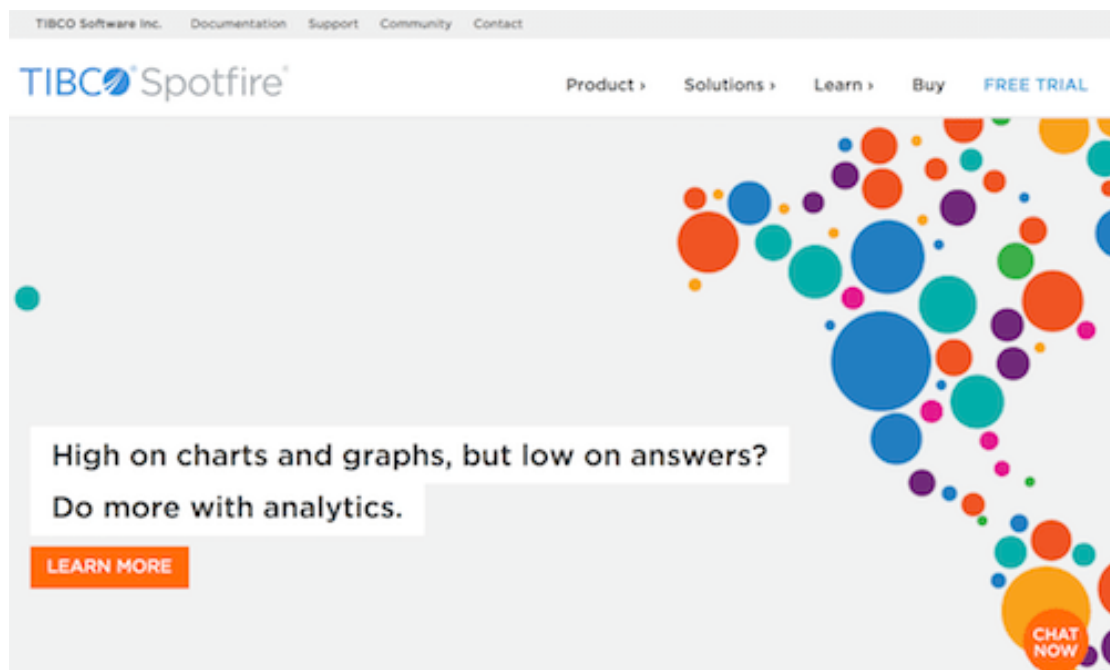 TIBCO Software Inc. Documentation Support Community Contact
TIBCO® Spotfire® Product › Solutions › Learn › Buy FREE TRIAL
High on charts and graphs, but low on answers?
Do more with analytics.
LEARN MORE
CHAT
NOW